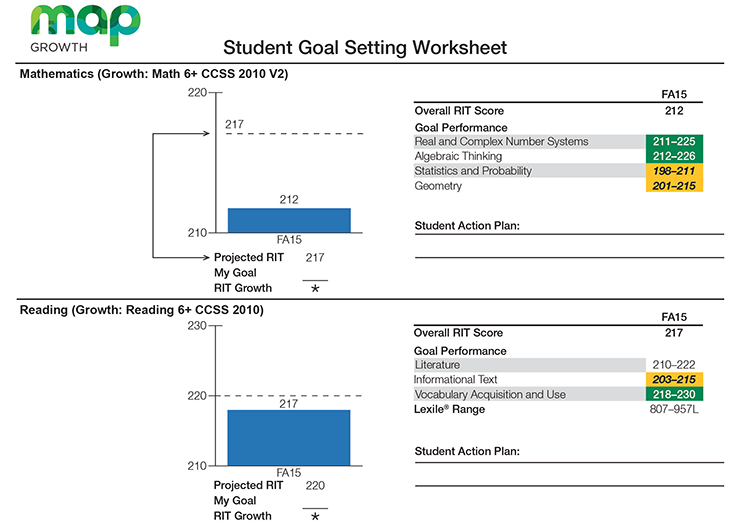 map
GROWTH
Student Goal Setting Worksheet
Mathematics (Growth: Math 6+ CCSS 2010 V2)
220
217
212
210
FA15
Projected RIT 217
My Goal
RIT Growth *
FA15
Overall RIT Score 212
Goal Performance
Real and Complex Number Systems 211–225
Algebraic Thinking 212–226
Statistics and Probability 198–211
Geometry 201–215
Student Action Plan:
Reading (Growth: Reading 6+ CCSS 2010)
230
220
217
210
FA15
Projected RIT 220
My Goal
RIT Growth *
FA15
Overall RIT Score 217
Goal Performance
Literature 210–222
Informational Text 203–215
Vocabulary Acquisition and Use 218–230
Lexile® Range 807–957L
Student Action Plan: